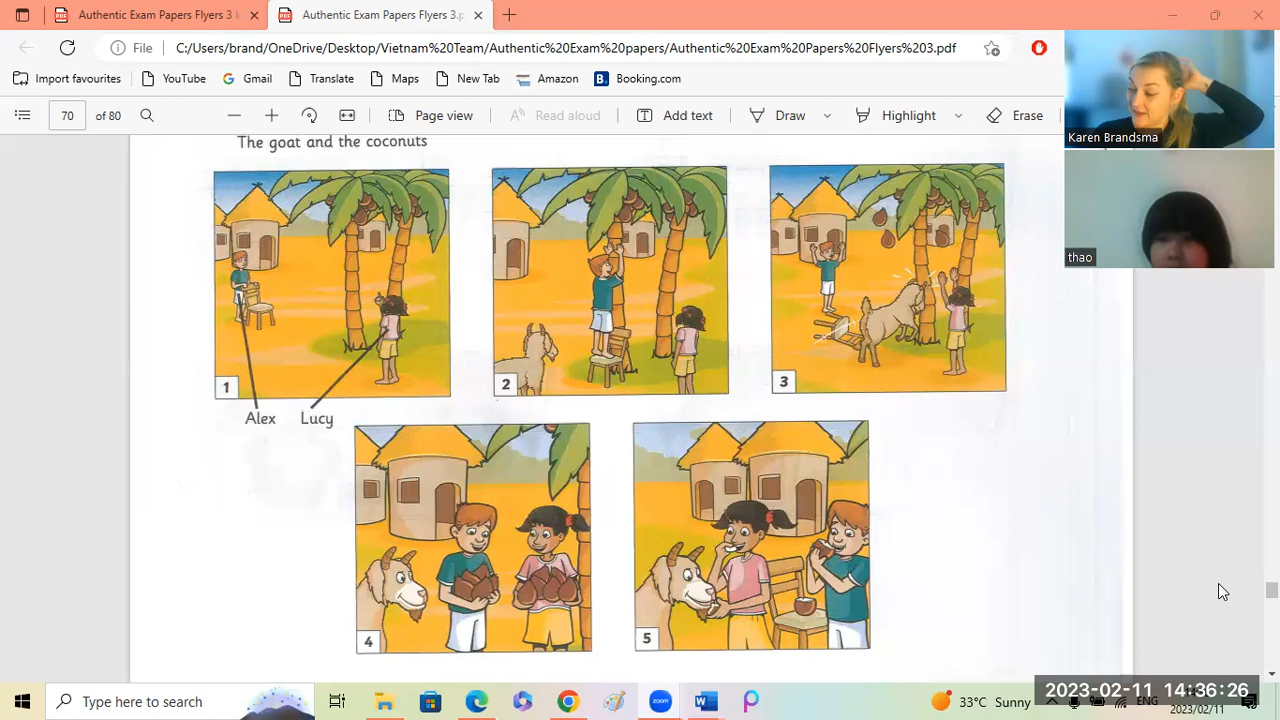 Authentic Exam Papers Flyers 3 k
Authentic Exam Papers Flyers 3.p
File
C:/Users/brand/OneDrive/Desktop/Vietnam%20Team/Authentic%20Exam%20papers/Authentic%20Exam%20Papers%20Flyers%203.pdf
Import favourites
YouTube
Gmail
Translate
Maps
New Tab
Amazon
B.
Booking.com
70
of 80
Page view
Read aloud
Add text
Draw
Highlight
Erase
Karen Brandsma
thao
The goat and the coconuts
1
2
3
Alex
Lucy
4
5
Type here to search
33°C Sunny
ENG
2023-02-11 14:36:26
2023/02/11